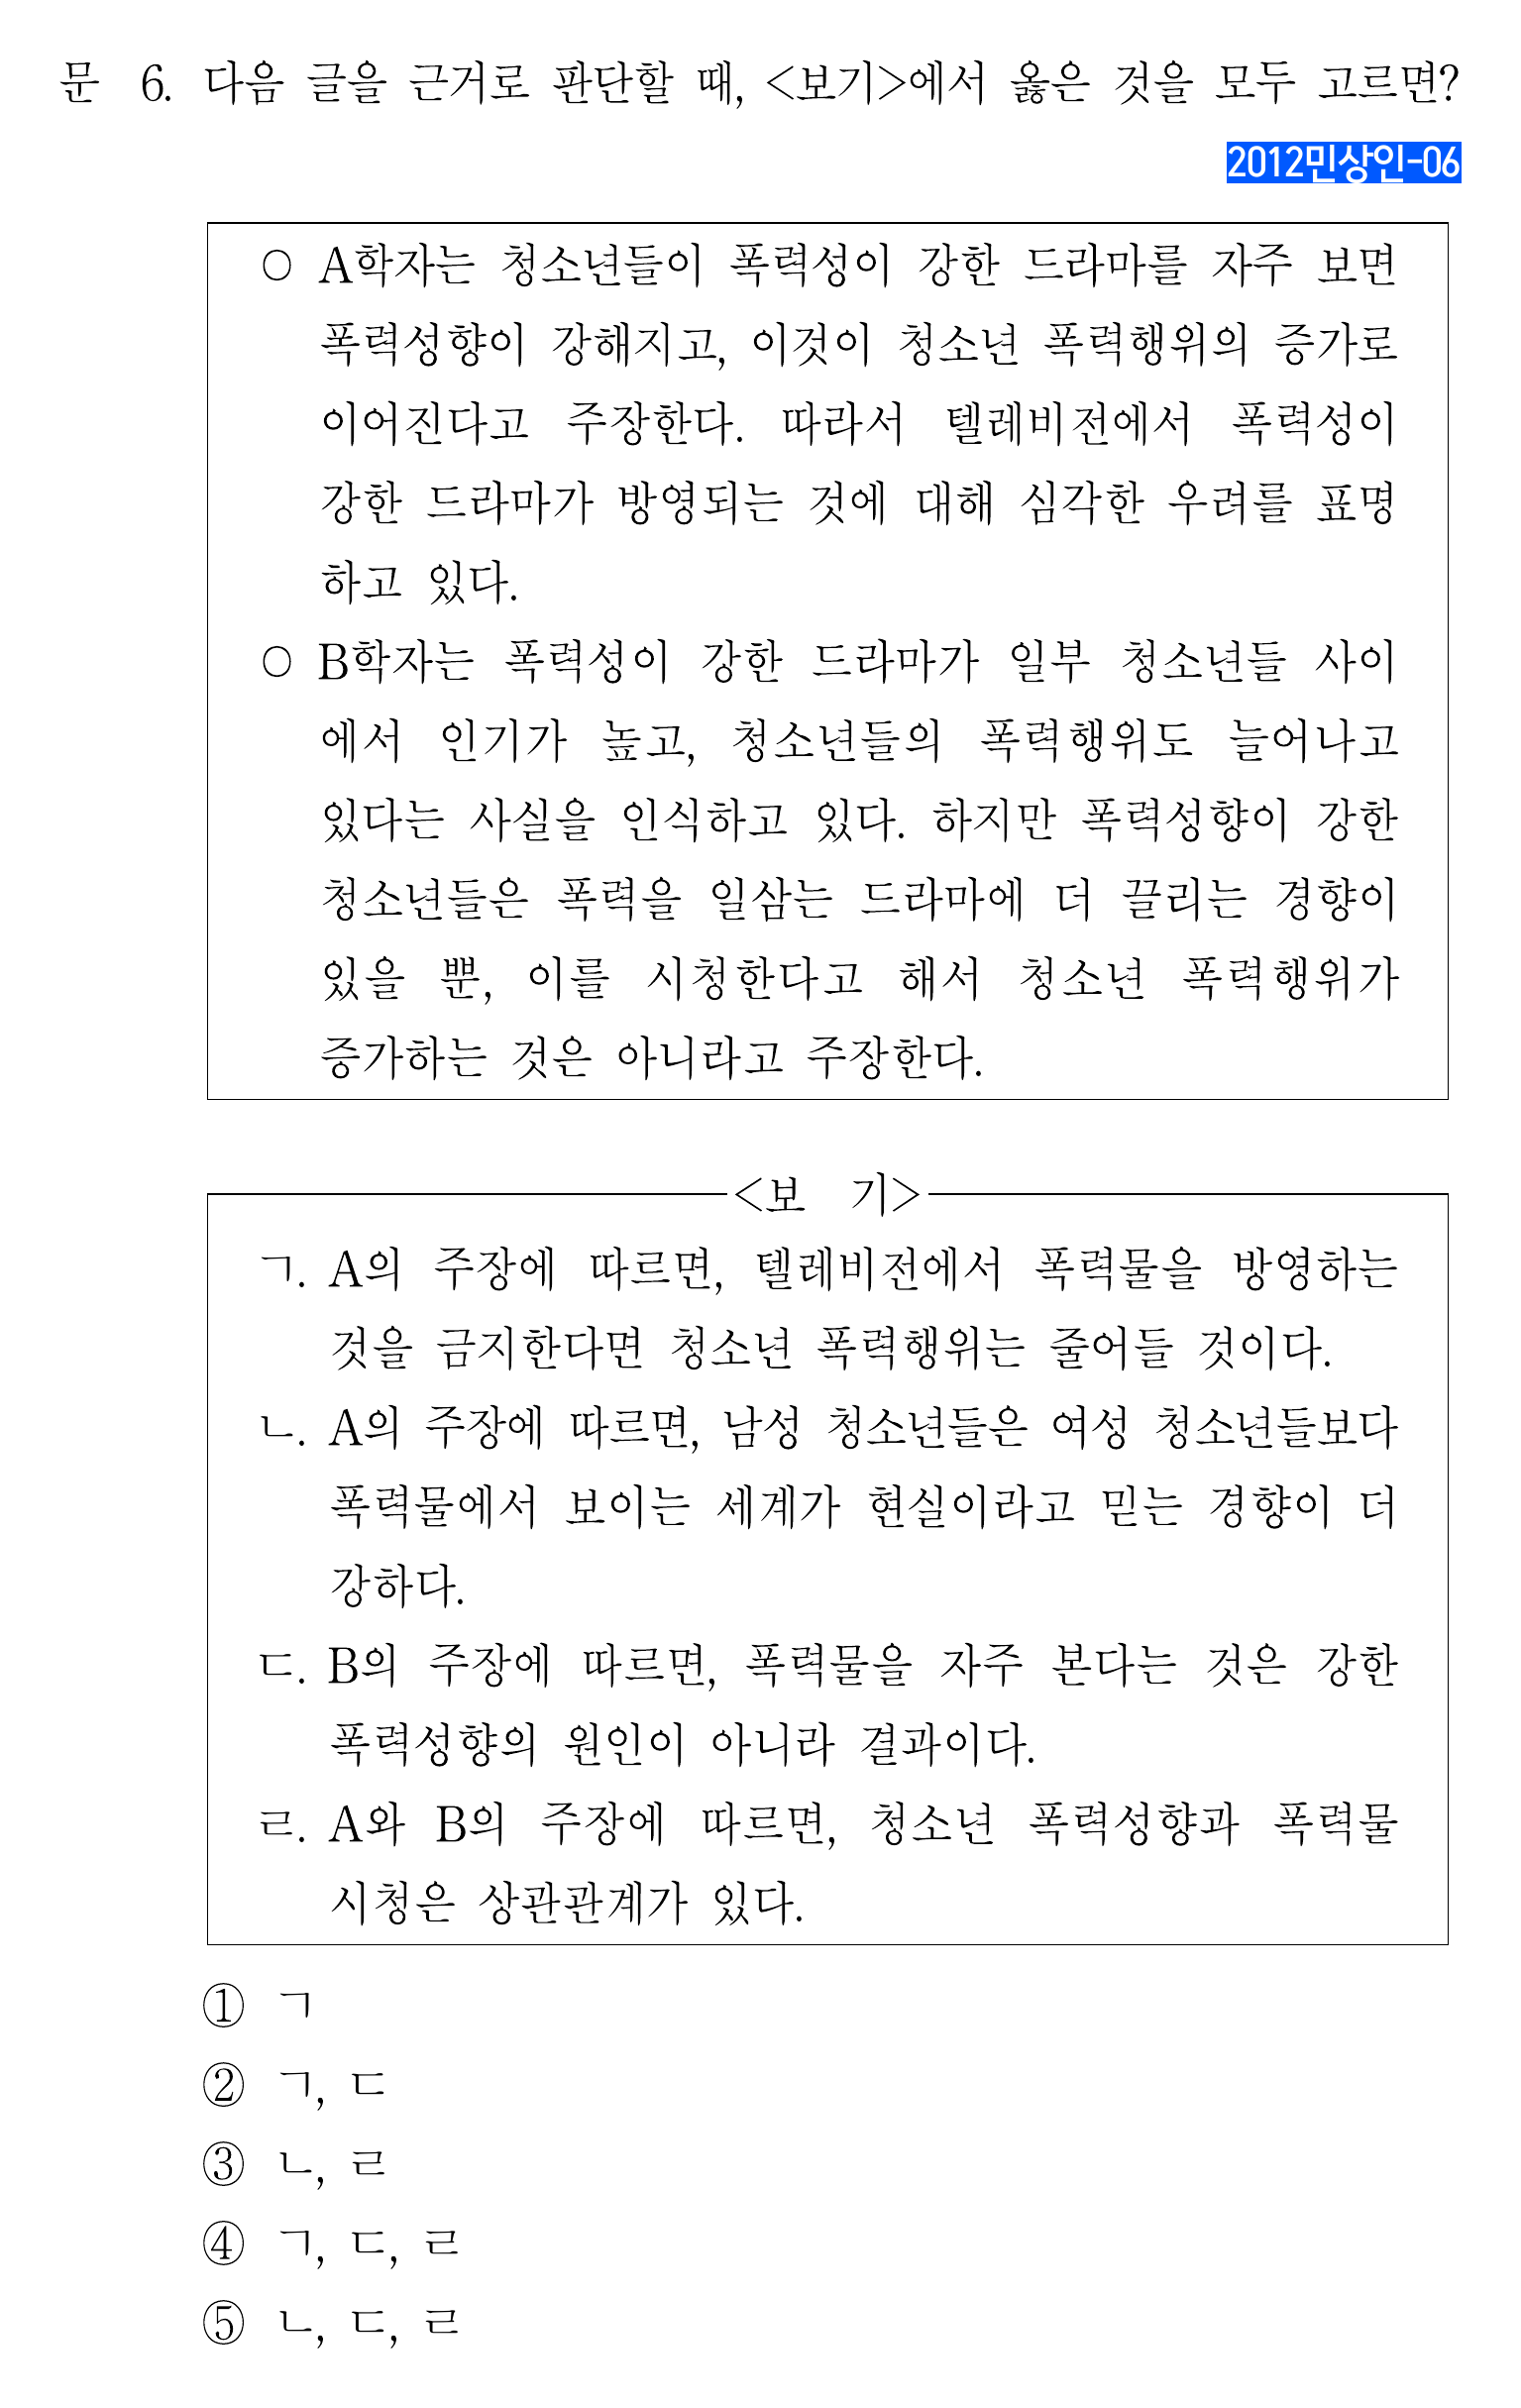 문 6. 다음 글을 근거로 판단할 때, <보기>에서 옳은 것을 모두 고르면?
2012민상인-06
○ A학자는 청소년들이 폭력성이 강한 드라마를 자주 보면
폭력성향이 강해지고, 이것이 청소년 폭력행위의 증가로
이어진다고 주장한다. 따라서 텔레비전에서 폭력성이
강한 드라마가 방영되는 것에 대해 심각한 우려를 표명
하고 있다.
○ B학자는 폭력성이 강한 드라마가 일부 청소년들 사이
에서 인기가 높고, 청소년들의 폭력행위도 늘어나고
있다는 사실을 인식하고 있다. 하지만 폭력성향이 강한
청소년들은 폭력을 일삼는 드라마에 더 끌리는 경향이
있을 뿐, 이를 시청한다고 해서 청소년 폭력행위가
증가하는 것은 아니라고 주장한다.
<보 기>
ㄱ. A의 주장에 따르면, 텔레비전에서 폭력물을 방영하는
것을 금지한다면 청소년 폭력행위는 줄어들 것이다.
ㄴ. A의 주장에 따르면, 남성 청소년들은 여성 청소년들보다
폭력물에서 보이는 세계가 현실이라고 믿는 경향이 더
강하다.
ㄷ. B의 주장에 따르면, 폭력물을 자주 본다는 것은 강한
폭력성향의 원인이 아니라 결과이다.
ㄹ. A와 B의 주장에 따르면, 청소년 폭력성향과 폭력물
시청은 상관관계가 있다.
① ㄱ
② ㄱ, ㄷ
③ ㄴ, ㄹ
④ ㄱ, ㄷ, ㄹ
⑤ ㄴ, ㄷ, ㄹ